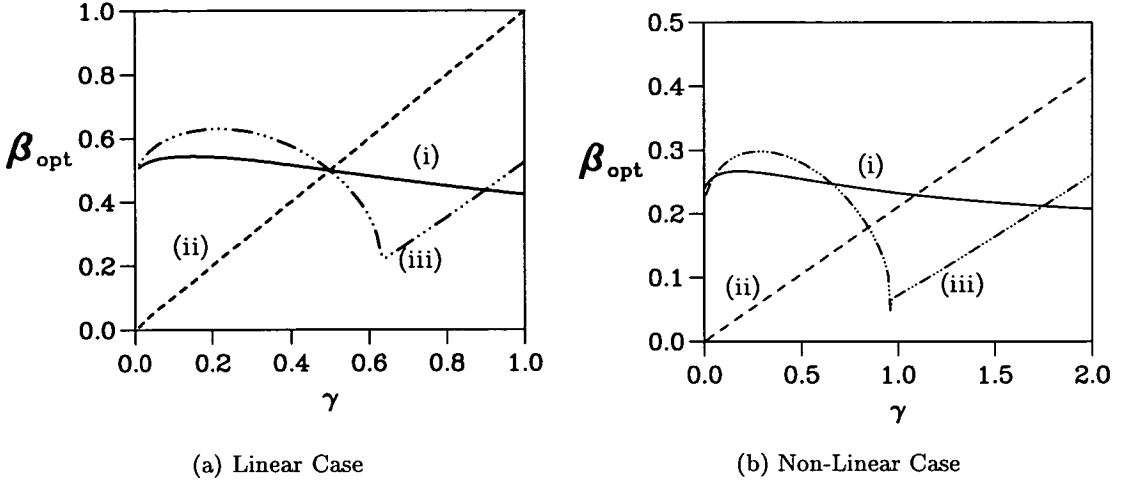 1.0
0.8
0.6
0.4
0.2
0.0
βopt
(i)
(ii)
(iii)
0.0 0.2 0.4 0.6 0.8 1.0
γ
(a) Linear Case
0.5
0.4
0.3
0.2
0.1
0.0
βopt
(i)
(ii)
(iii)
0.0 0.5 1.0 1.5 2.0
γ
(b) Non-Linear Case